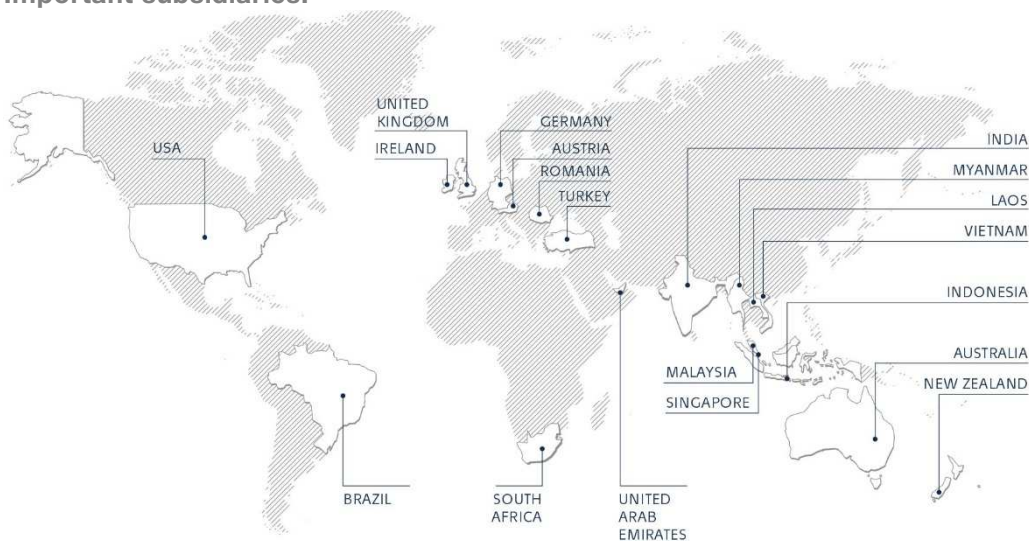 important subsidiaries.
UNITED
KINGDOM
IRELAND
USA
GERMANY
AUSTRIA
ROMANIA
TURKEY
INDIA
MYANMAR
LAOS
VIETNAM
INDONESIA
AUSTRALIA
NEW ZEALAND
MALAYSIA
SINGAPORE
BRAZIL
SOUTH
AFRICA
UNITED
ARAB
EMIRATES